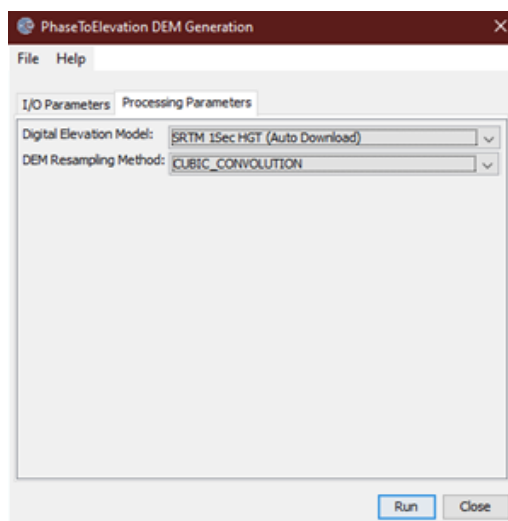 PhaseToElevation DEM Generation
File Help
I/O Parameters Processing Parameters
Digital Elevation Model: SRTM 1Sec HGT (Auto Download)
DEM Resampling Method: CUBIC_CONVOLUTION
Run Close